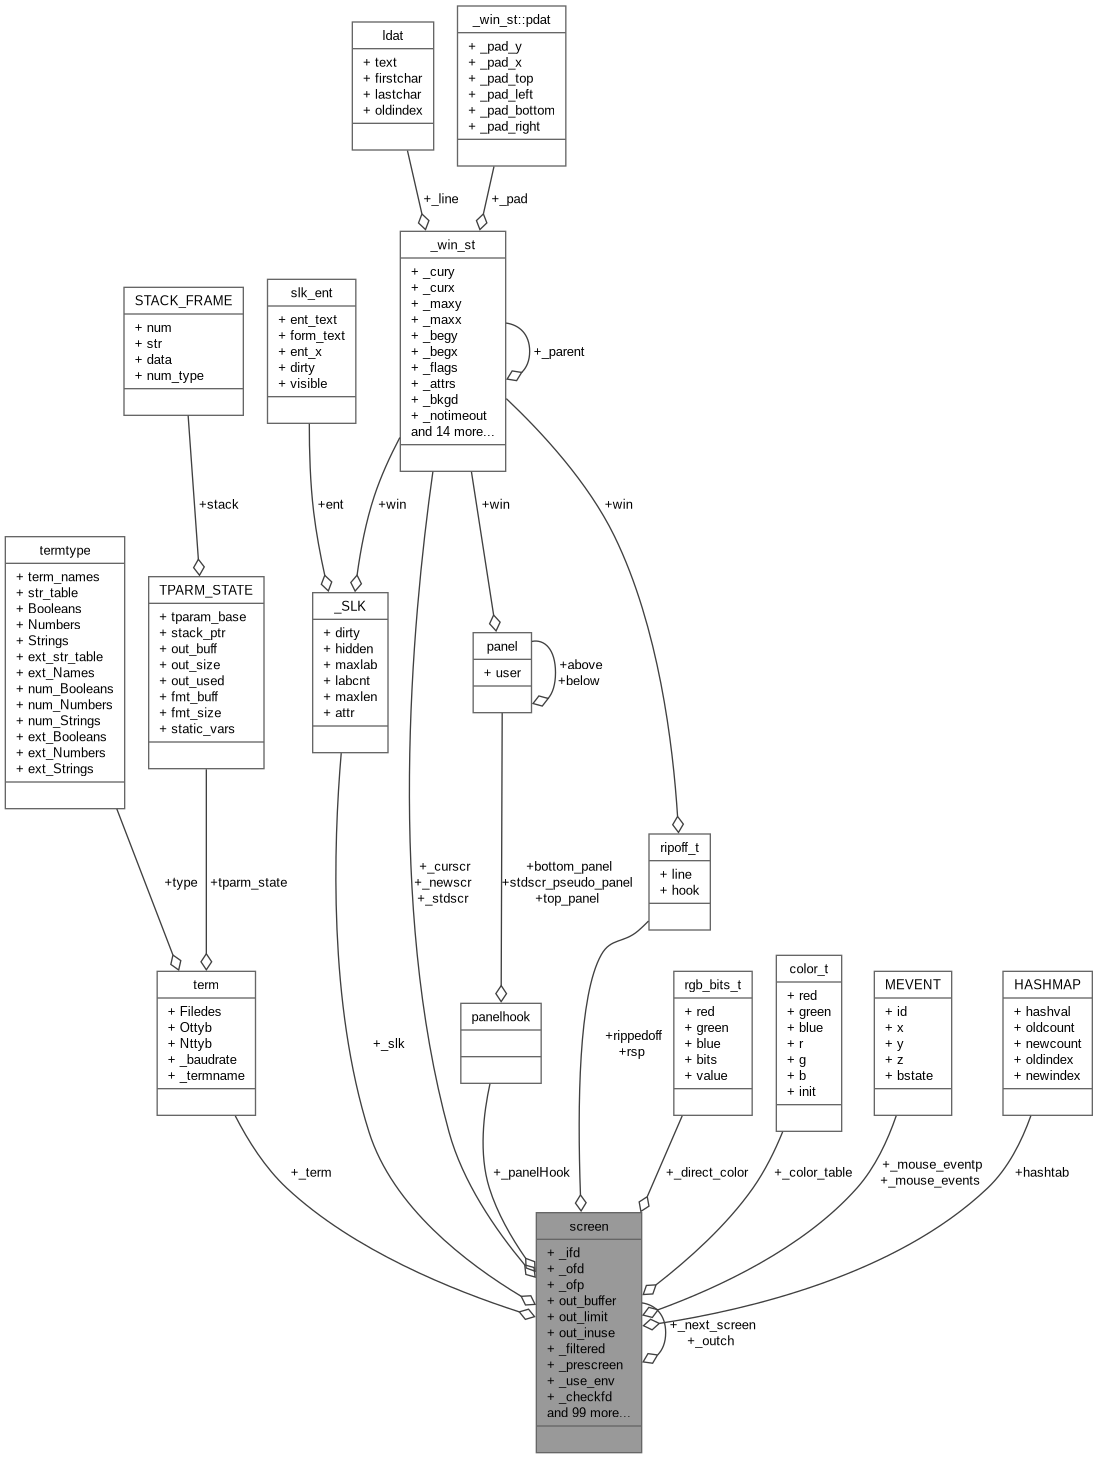 ldat
+ text
+ firstchar
+ lastchar
+ oldindex
_win_st::pdat
+ _pad_y
+ _pad_x
+ _pad_top
+ _pad_left
+ _pad_bottom
+ _pad_right
+_line
+_pad
_win_st
+ _cury
+ _curx
+ _maxy
+ _maxx
+ _begy
+ _begx
+ _flags
+ _attrs
+ _bkgd
+ _notimeout
and 14 more...
+_parent
STACK_FRAME
+ num
+ str
+ data
+ num_type
slk_ent
+ ent_text
+ form_text
+ ent_x
+ dirty
+ visible
+stack
+ent
+win
+win
+win
termtype
+ term_names
+ str_table
+ Booleans
+ Numbers
+ Strings
+ ext_str_table
+ ext_Names
+ num_Booleans
+ num_Numbers
+ num_Strings
+ ext_Booleans
+ ext_Numbers
+ ext_Strings
TPARM_STATE
+ tparam_base
+ stack_ptr
+ out_buff
+ out_size
+ out_used
+ fmt_buff
+ fmt_size
+ static_vars
_SLK
+ dirty
+ hidden
+ maxlab
+ labcnt
+ maxlen
+ attr
panel
+ user
+above
+below
ripoff_t
+ line
+ hook
+type
+tparm_state
+_curscr
+_newscr
+_stdscr
+bottom_panel
+stdscr_pseudo_panel
+top_panel
term
+ Filedes
+ Ottyb
+ Nttyb
+ _baudrate
+ _termname
panelhook
rgb_bits_t
+ red
+ green
+ blue
+ bits
+ value
color_t
+ red
+ green
+ blue
+ r
+ g
+ b
+ init
MEVENT
+ id
+ x
+ y
+ z
+ bstate
HASHMAP
+ hashval
+ oldcount
+ newcount
+ oldindex
+ newindex
+_slk
+rippedoff
+rsp
+_term
+_panelHook
+_direct_color
+_color_table
+_mouse_eventp
+_mouse_events
+hashtab
screen
+ _ifd
+ _ofd
+ _ofp
+ out_buffer
+ out_limit
+ out_inuse
+ _filtered
+ _prescreen
+ _use_env
+ _checkfd
and 99 more...
+_next_screen
+_outch